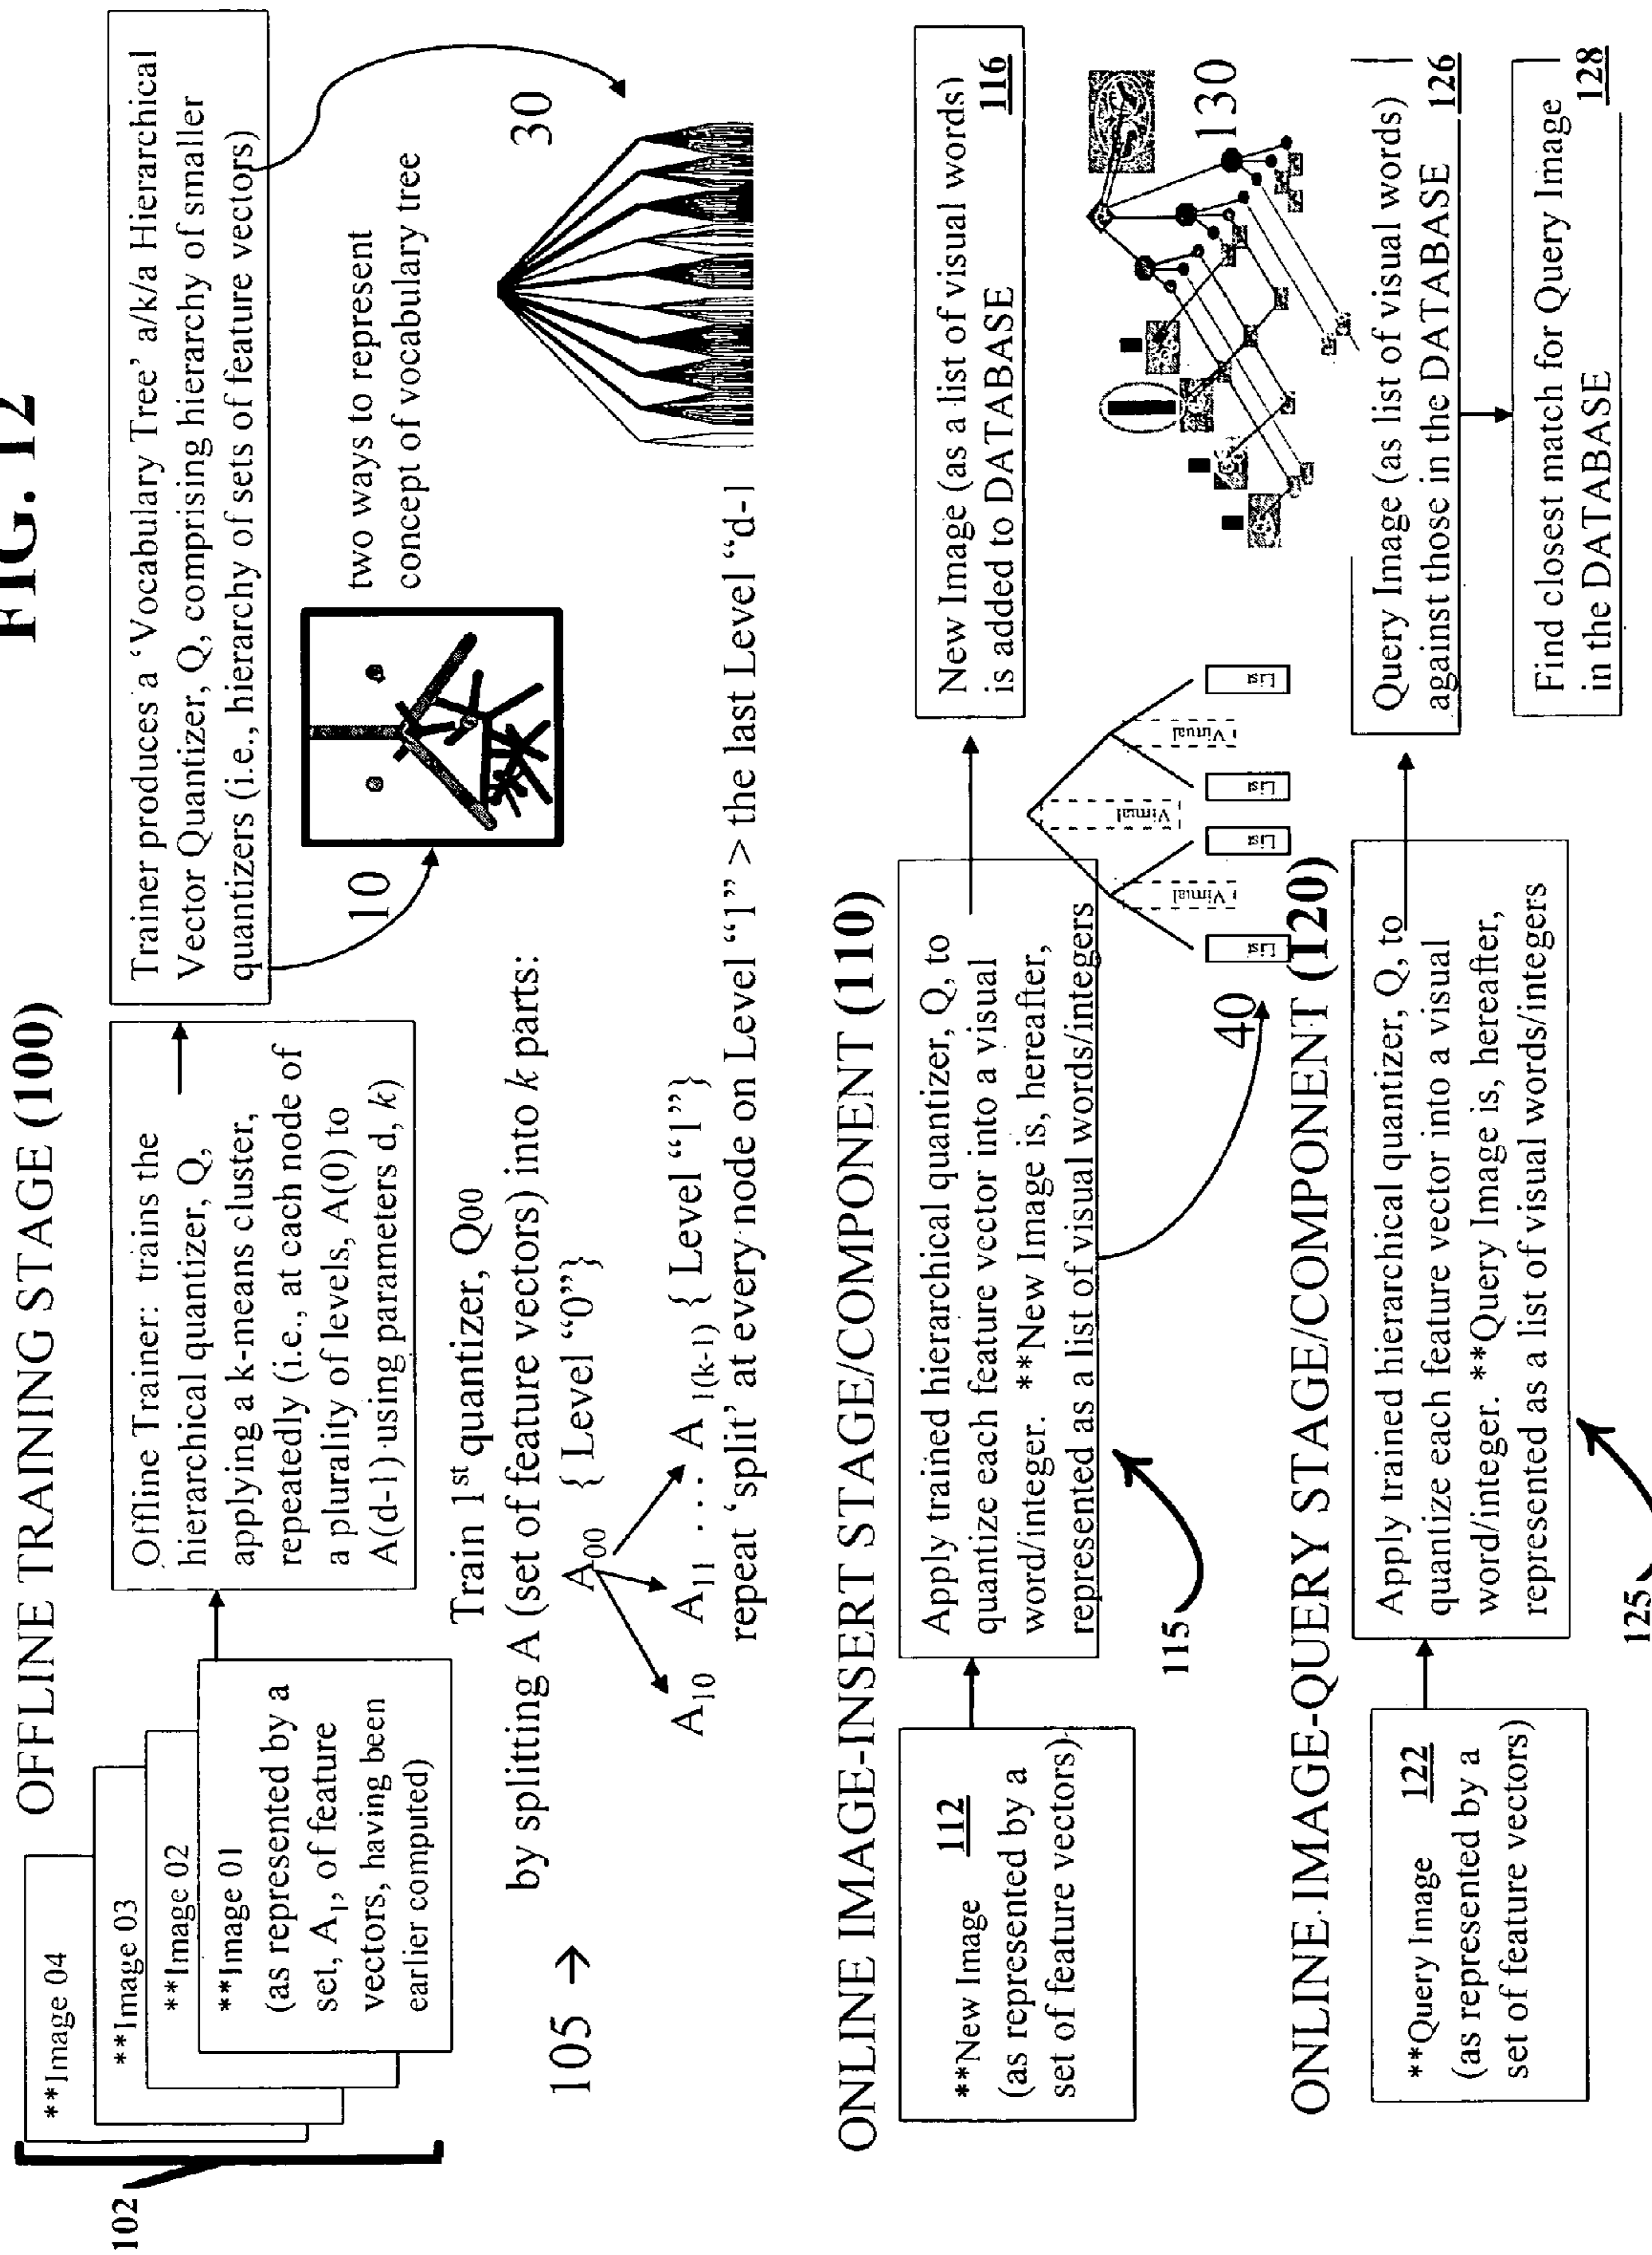 FIG. 12
OFFLINE TRAINING STAGE (100)
102
**Image 04
**Image 03
**Image 02
**Image 01
(as represented by a
set, A1, of feature
vectors, having been
earlier computed)
Offline Trainer: trains the
hierarchical quantizer, Q,
applying a k-means cluster,
repeatedly (i.e., at each node of
a plurality of levels, A(0) to
A(d-1) using parameters d, k)
Trainer produces a 'Vocabulary Tree' a/k/a Hierarchical
Vector Quantizer, Q, comprising hierarchy of smaller
quantizers (i.e., hierarchy of sets of feature vectors)
10
two ways to represent
concept of vocabulary tree
30
105 →
Train 1st quantizer, Q00
by splitting A (set of feature vectors) into k parts:
A00 { Level "0"}
A10 A11 . . . A 1(k-1) { Level "1"}
repeat 'split' at every node on Level "1" > the last Level "d-1
ONLINE IMAGE-INSERT STAGE/COMPONENT (110)
**New Image 112
(as represented by a
set of feature vectors)
Apply trained hierarchical quantizer, Q, to
quantize each feature vector into a visual
word/integer. **New Image is, hereafter,
represented as a list of visual words/integers
115
New Image (as a list of visual words)
is added to DATABASE 116
40
Virtual
Virtual
Virtual
List
List
List
List
130
ONLINE IMAGE-QUERY STAGE/COMPONENT (120)
**Query Image 122
(as represented by a
set of feature vectors)
Apply trained hierarchical quantizer, Q, to
quantize each feature vector into a visual
word/integer. **Query Image is, hereafter,
represented as a list of visual words/integers
125
Query Image (as list of visual words)
against those in the DATABASE 126
Find closest match for Query Image
in the DATABASE 128